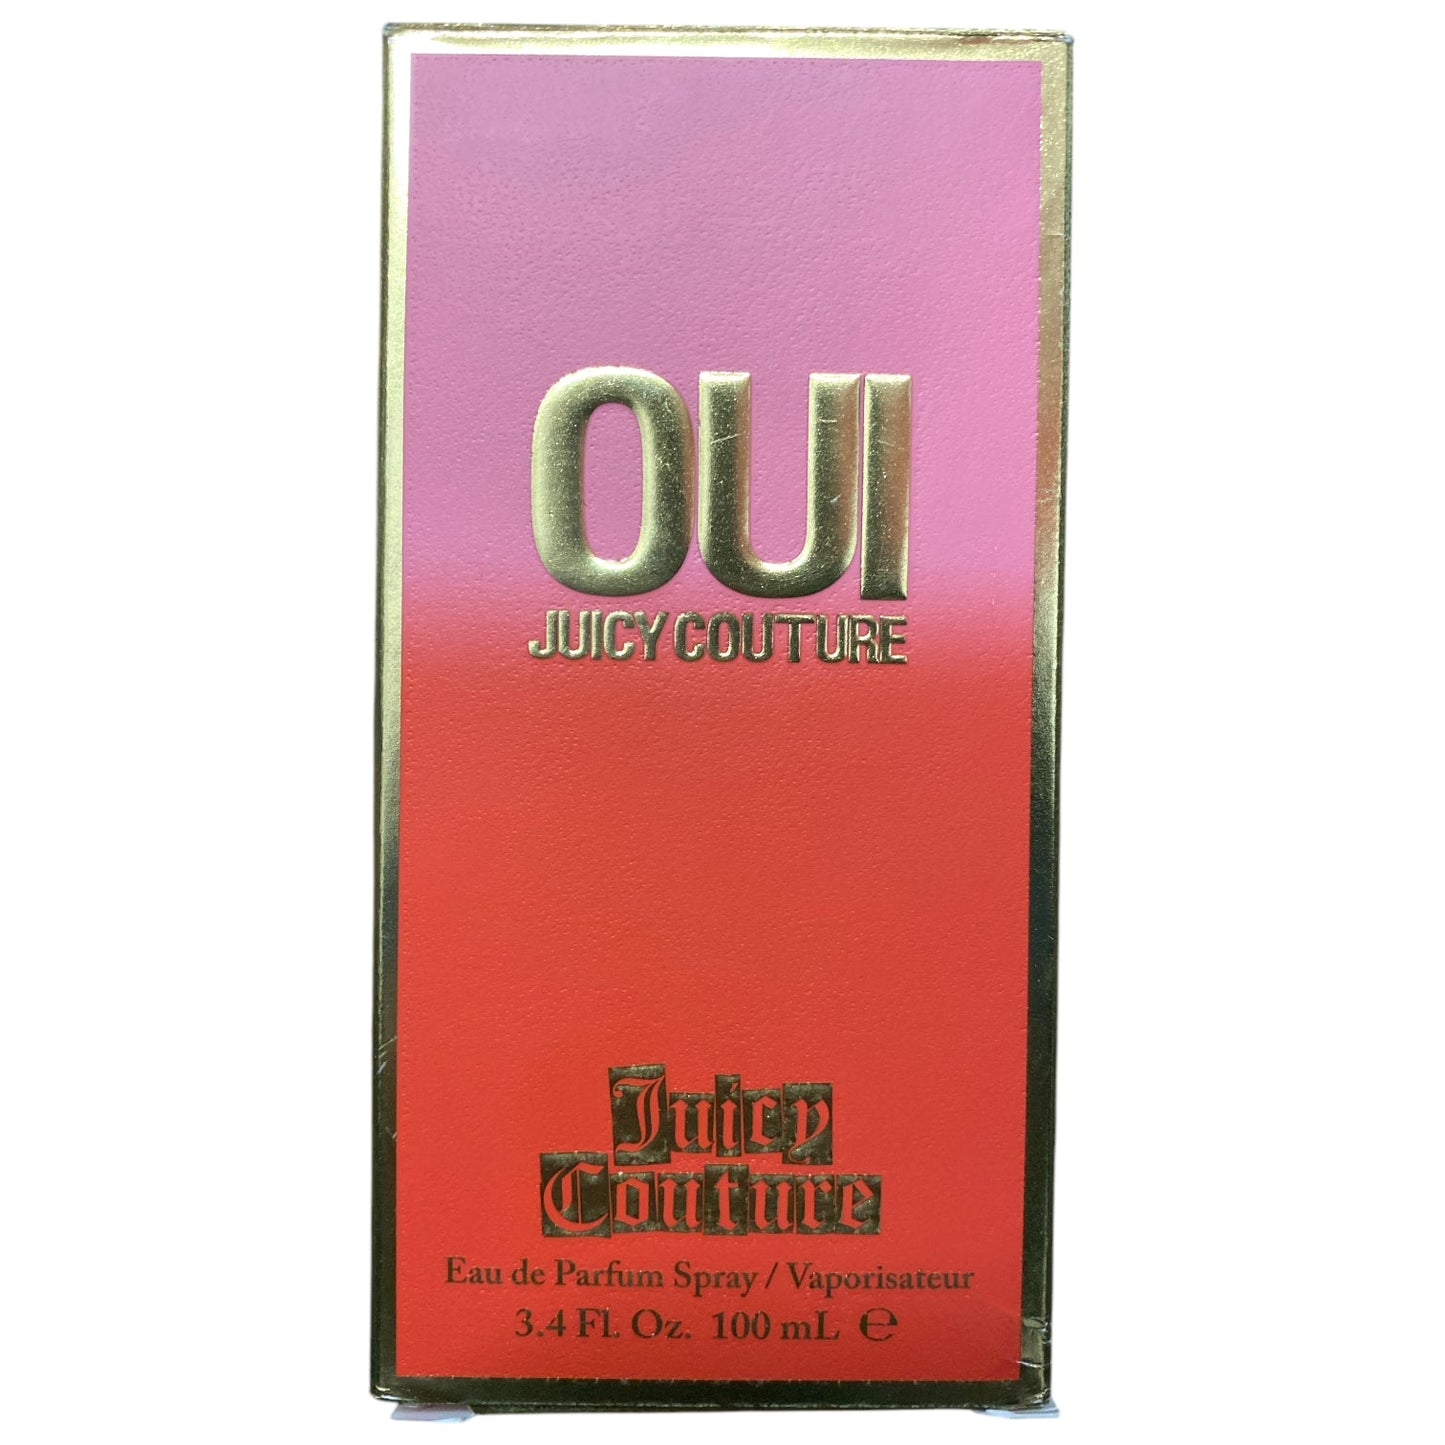 OUI
JUICY COUTURE
Juicy
Couture
Eau de Parfum Spray / Vaporisateur
3.4 Fl. Oz. 100 mL ℮